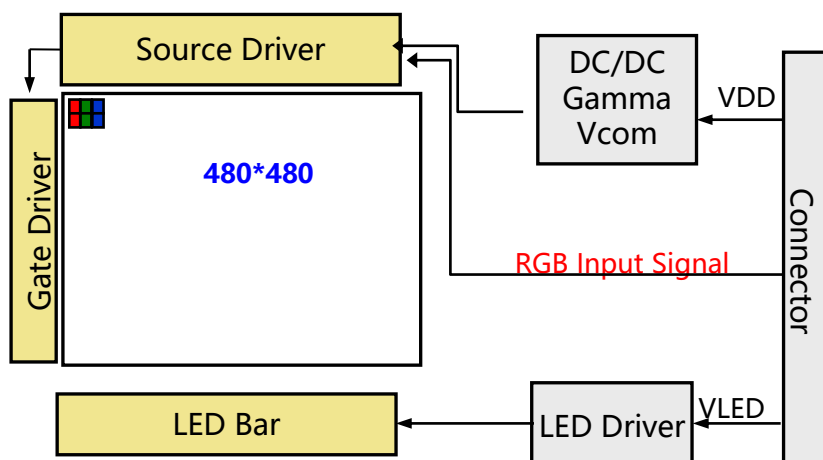 Source Driver
DC/DC
Gamma
Vcom
VDD
480*480
Gate Driver
Connector
RGB Input Signal
LED Bar
LED Driver
VLED